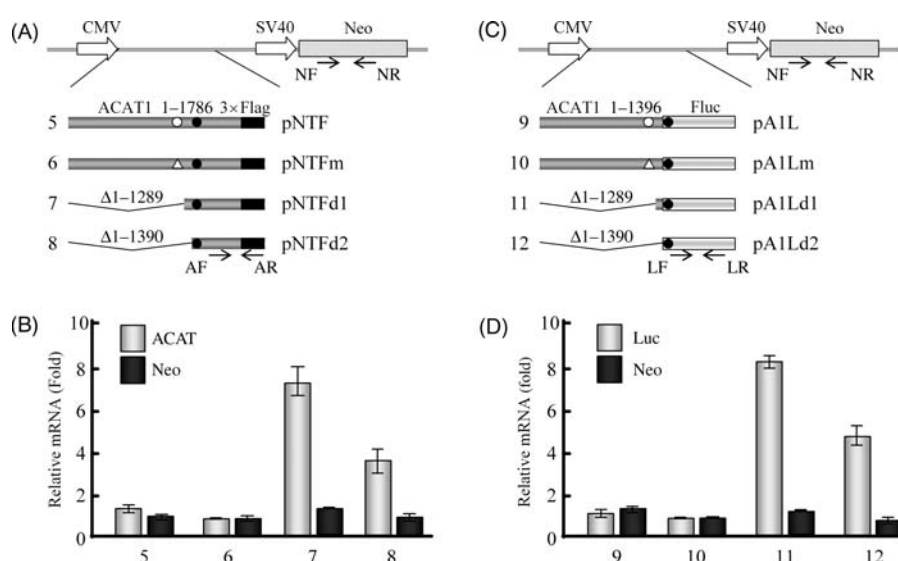 (A)
CMV
SV40
Neo
NF
NR
ACAT1 1–1786 3×Flag
5
pNTF
6
pNTFm
7
Δ1–1289
pNTFd1
8
Δ1–1390
pNTFd2
AF
AR
(C)
CMV
SV40
Neo
NF
NR
ACAT1 1–1396 Fluc
9
pA1L
10
pA1Lm
11
Δ1–1289
pA1Ld1
12
Δ1–1390
pA1Ld2
LF
LR
(B)
Relative mRNA (Fold)
10
8
6
4
2
0
ACAT
Neo
5 6 7 8
(D)
Relative mRNA (fold)
10
8
6
4
2
0
Luc
Neo
9 10 11 12